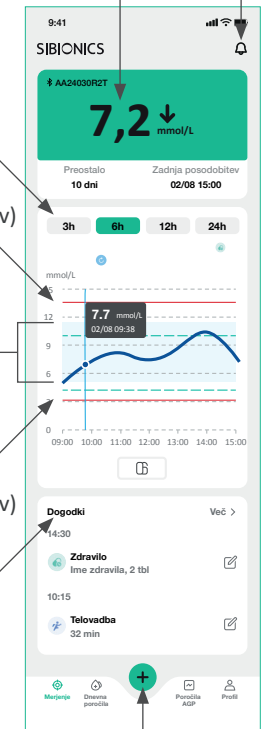 9:41
SIBIONICS
AA24030R2T
7,2 mmol/L
Preostalo Zadnja posodobitev
10 dni 02/08 15:00
v)
3h 6h 12h 24h
mmol/L
15
12
7.7 mmol/L
02/08 09:38
9
6
3
0
09:00 10:00 11:00 12:00 13:00 14:00 15:00
v)
Dogodki Več >
14:30
Zdravilo
Ime zdravila, 2 tbl
10:15
Telovadba
32 min
Merjenje Dnevna poročila Poročila AGP Profil